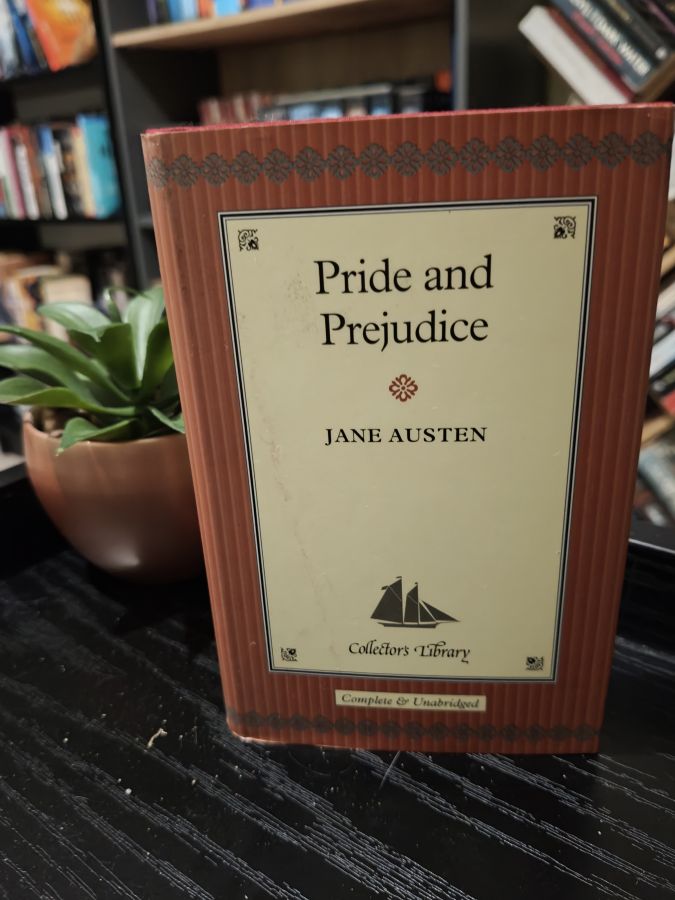 Pride and
Prejudice
JANE AUSTEN
Collector's Library
Complete & Unabridged